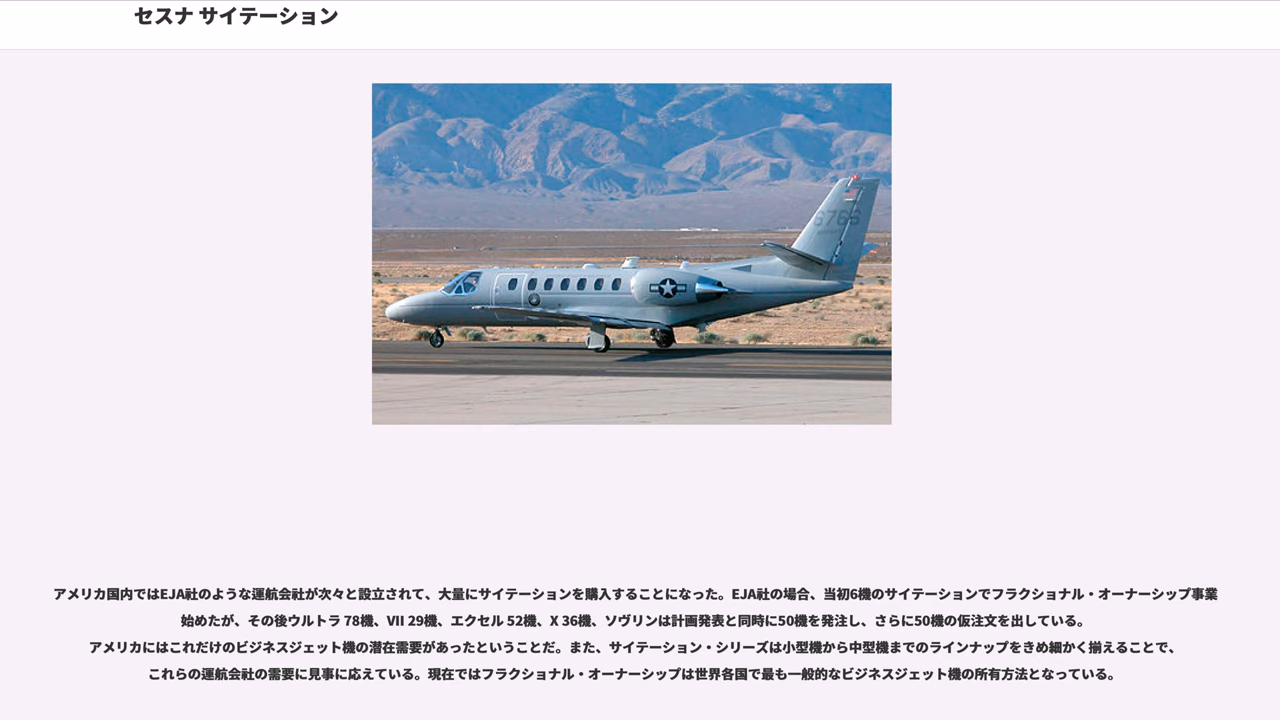 セスナ サイテーション
6766
アメリカ国内ではEJA社のような運航会社が次々と設立されて、大量にサイテーションを購入することになった。EJA社の場合、当初6機のサイテーションでフラクショナル・オーナーシップ事業
始めたが、その後ウルトラ 78機、VII 29機、エクセル 52機、X 36機、ソヴリンは計画発表と同時に50機を発注し、さらに50機の仮注文を出している。
アメリカにはこれだけのビジネスジェット機の潜在需要があったということだ。また、サイテーション・シリーズは小型機から中型機までのラインナップをきめ細かく揃えることで、
これらの運航会社の需要に見事に応えている。現在ではフラクショナル・オーナーシップは世界各国で最も一般的なビジネスジェット機の所有方法となっている。